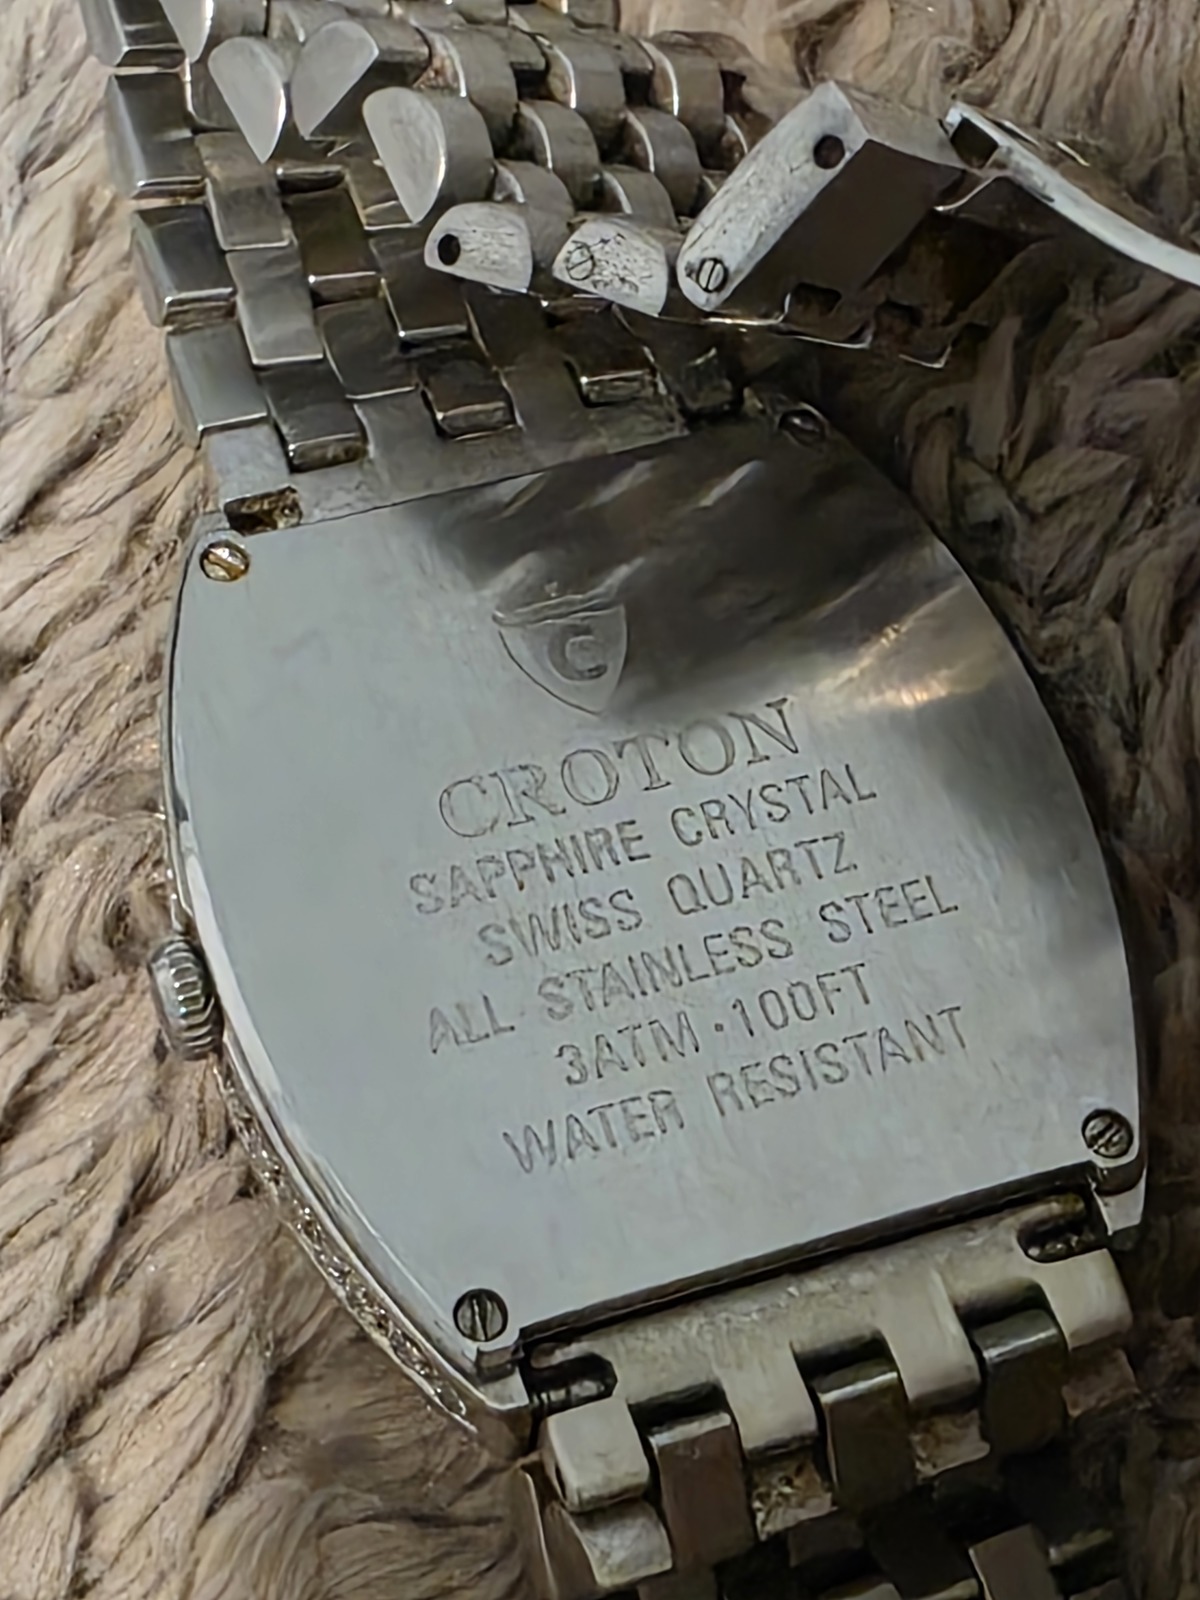 C
CROTON
SAPPHIRE CRYSTAL
SWISS QUARTZ
ALL STAINLESS STEEL
3ATM · 100FT
WATER RESISTANT